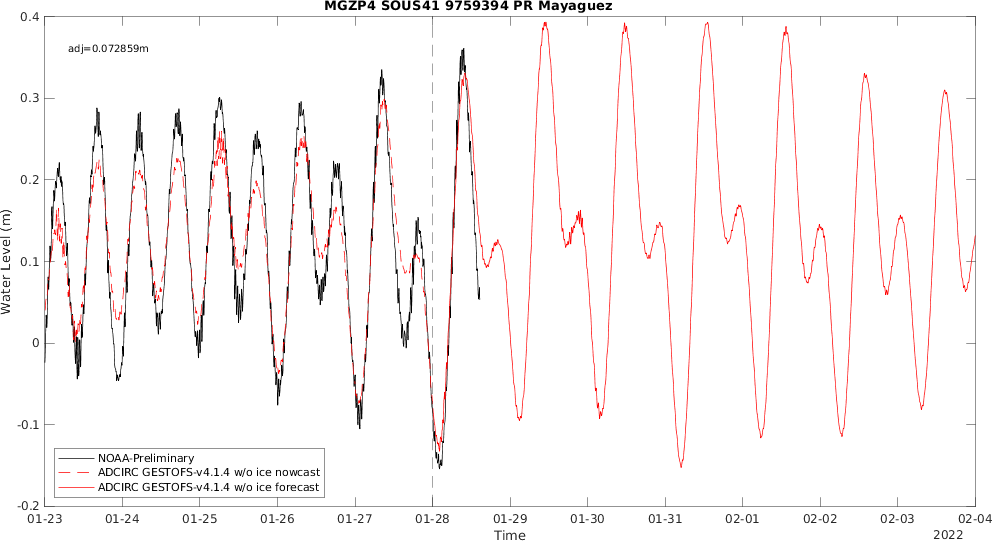 MGZP4 SOUS41 9759394 PR Mayaguez
adj=0.072859m
0.4
0.3
0.2
0.1
0
-0.1
-0.2
Water Level (m)
NOAA-Preliminary
ADCIRC GESTOFS-v4.1.4 w/o ice nowcast
ADCIRC GESTOFS-v4.1.4 w/o ice forecast
01-23 01-24 01-25 01-26 01-27 01-28 01-29 01-30 01-31 02-01 02-02 02-03 02-04
Time
2022